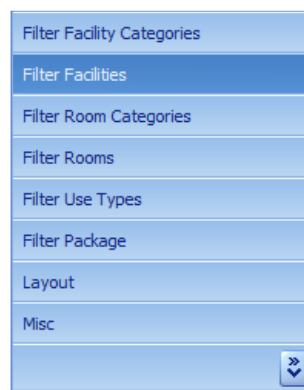 Filter Facility Categories
Filter Facilities
Filter Room Categories
Filter Rooms
Filter Use Types
Filter Package
Layout
Misc